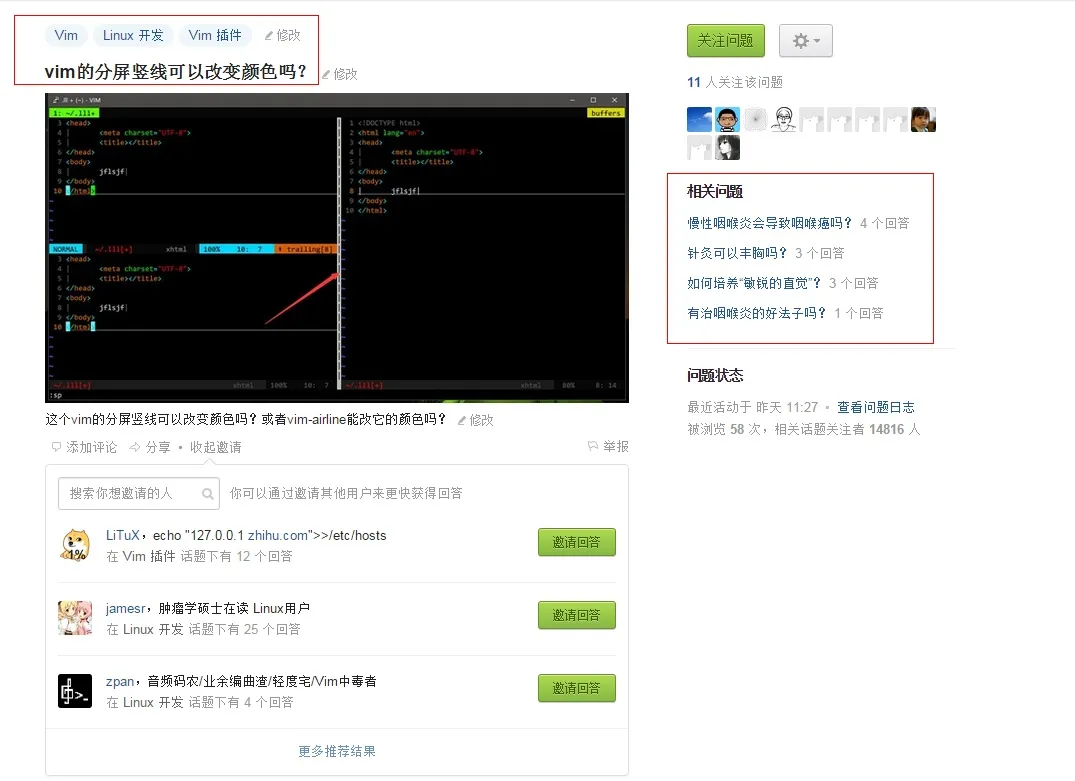 Vim Linux 开发 Vim 插件 修改
vim的分屏竖线可以改变颜色吗？ 修改
VIM
1: ~/.111+ buffers
3 <head>
4 <meta charset="UTF-8">
5 <title></title>
6 </head>
7 <body>
8 jflsjf
9 </body>
10 </html>
NORMAL ~/.111[+] xhtml 100% 10: 7 trailing[8]
3 <head>
4 <meta charset="UTF-8">
5 <title></title>
6 </head>
7 <body>
8 jflsjf
9 </body>
10 </html>
~/.111[+] xhtml 100% 10: 7
:sp
1 <!DOCTYPE html>
2 <html lang="en">
3 <head>
4 <meta charset="UTF-8">
5 <title></title>
6 </head>
7 <body>
8 jflsjf
9 </body>
10 </html>
~/.111[+] xhtml 80% 8: 14
这个vim的分屏竖线可以改变颜色吗？或者vim-airline能改它的颜色吗？ 修改
添加评论 分享 • 收起邀请 举报
搜索你想邀请的人 你可以通过邀请其他用户来更快获得回答
1%
LiTuX，echo "127.0.0.1 zhihu.com">>/etc/hosts
在 Vim 插件 话题下有 12 个回答
邀请回答
jamesr，肿瘤学硕士在读 Linux用户
在 Linux 开发 话题下有 25 个回答
邀请回答
zpan，音频码农/业余编曲渣/轻度宅/Vim中毒者
在 Linux 开发 话题下有 4 个回答
邀请回答
更多推荐结果
关注问题
11 人关注该问题
相关问题
慢性咽喉炎会导致咽喉癌吗？ 4 个回答
针灸可以丰胸吗？ 3 个回答
如何培养“敏锐的直觉”？ 3 个回答
有治咽喉炎的好法子吗？ 1 个回答
问题状态
最近活动于 昨天 11:27 • 查看问题日志
被浏览 58 次，相关话题关注者 14816 人